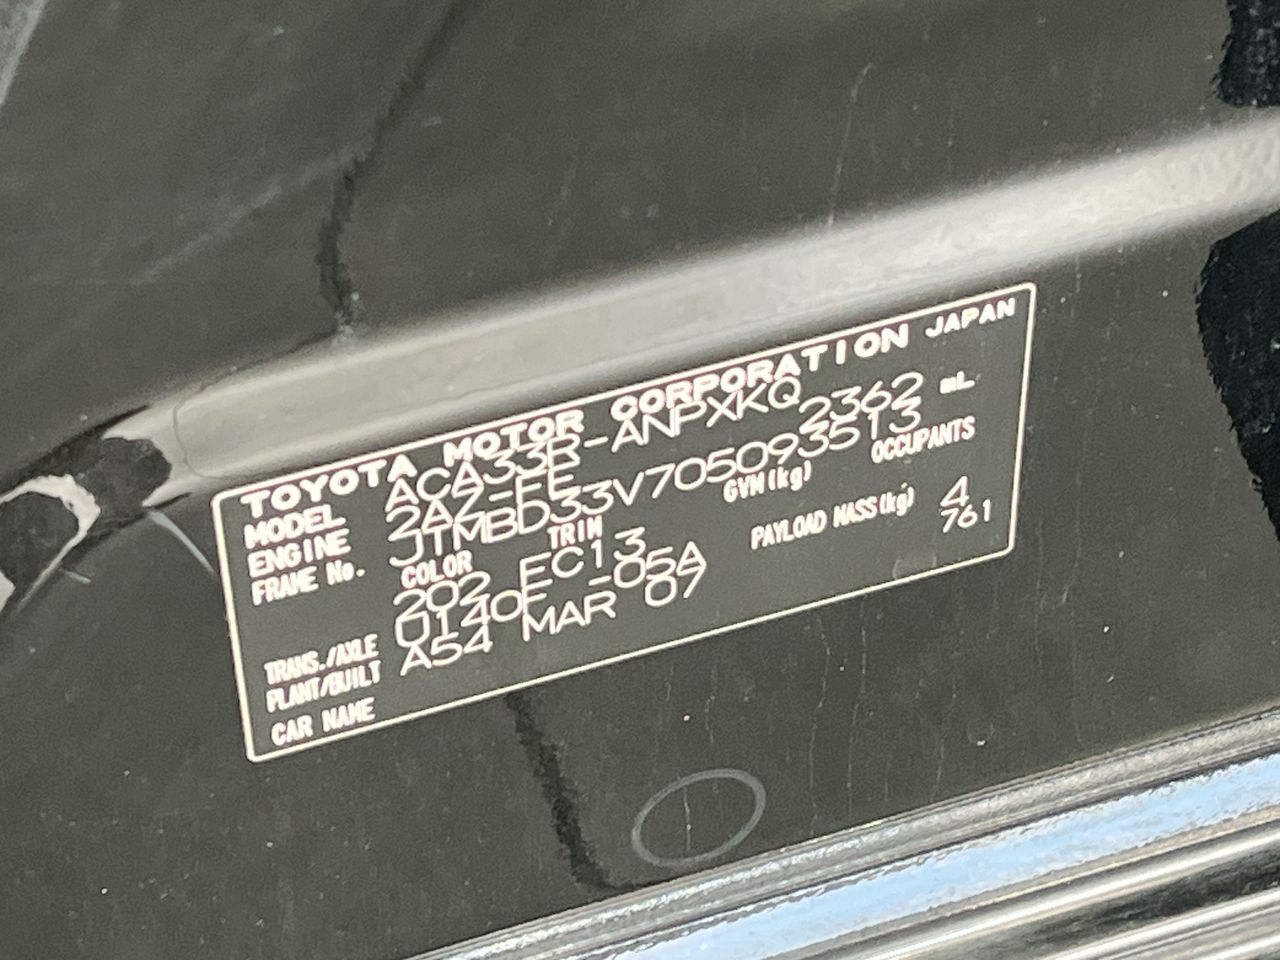 TOYOTA MOTOR CORPORATION JAPAN
MODEL ACA33R-ANPXKQ
ENGINE 2AZ-FE 2362 mL
FRAME No. JTMBD33V705093513
COLOR TRIM GVM(kg) OCCUPANTS
202 EC13 4
PAYLOAD MASS(kg) 761
TRANS./AXLE U140F -05A
PLANT/BUILT A54 MAR 07
CAR NAME